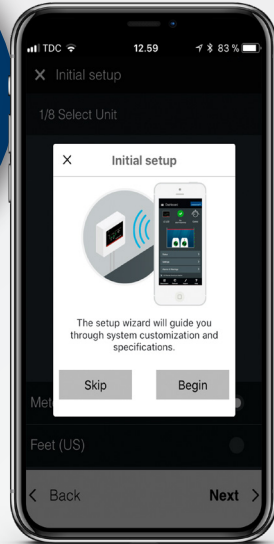 TDC 12.59 83 %
Initial setup
1/8 Select Unit
Initial setup
The setup wizard will guide you
through system customization and
specifications.
Skip Begin
Feet (US)
Back Next